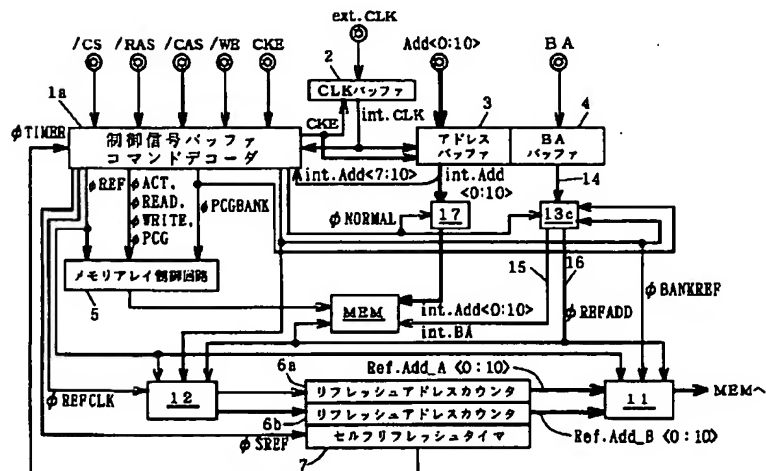 ext.CLK
/CS /RAS /CAS /WE CKE
Add<0:10>
BA
1a
2
CLKバッファ
3
4
int.CLK
CKE
φTIMER
制御信号バッファ
コマンドデコーダ
アドレス
バッファ
BA
バッファ
int.Add<7:10>
int.Add
<0:10>
14
φREF
φACT,
φREAD,
φWRITE,
φPCG
φPCGBANK
φNORMAL
17
13c
メモリアレイ制御回路
5
15
16
MEM
int.Add<0:10>
int.BA
φREFADD
φBANKREF
φREFCLK
12
6a
リフレッシュアドレスカウンタ
Ref.Add_A <0:10>
11
MEMへ
6b
リフレッシュアドレスカウンタ
Ref.Add_B <0:10>
φSREF
セルフリフレッシュタイマ
7